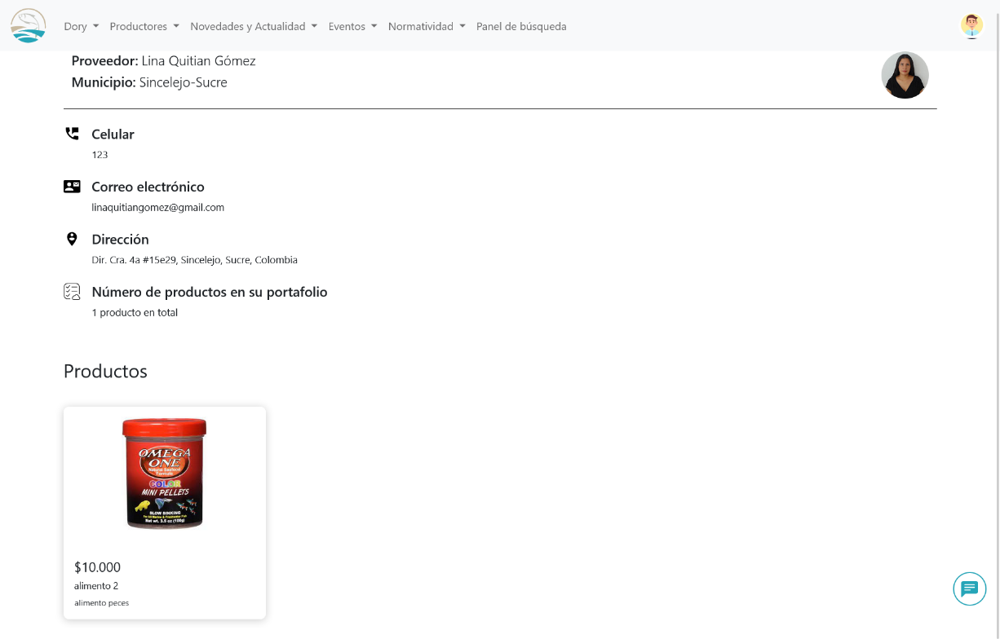 Dory Productores Novedades y Actualidad Eventos Normatividad Panel de búsqueda
Proveedor: Lina Quitian Gómez
Municipio: Sincelejo-Sucre
Celular
123
Correo electrónico
linaquitiangomez@gmail.com
Dirección
Dir. Cra. 4a #15e29, Sincelejo, Sucre, Colombia
Número de productos en su portafolio
1 producto en total
Productos
OMEGA
ONE
Natural Seafood
Formula
COLOR
MINI PELLETS
SLOW SINKING
For All Marine & Freshwater Fish
Net wt. 3.5 oz (100g)
$10.000
alimento 2
alimento peces